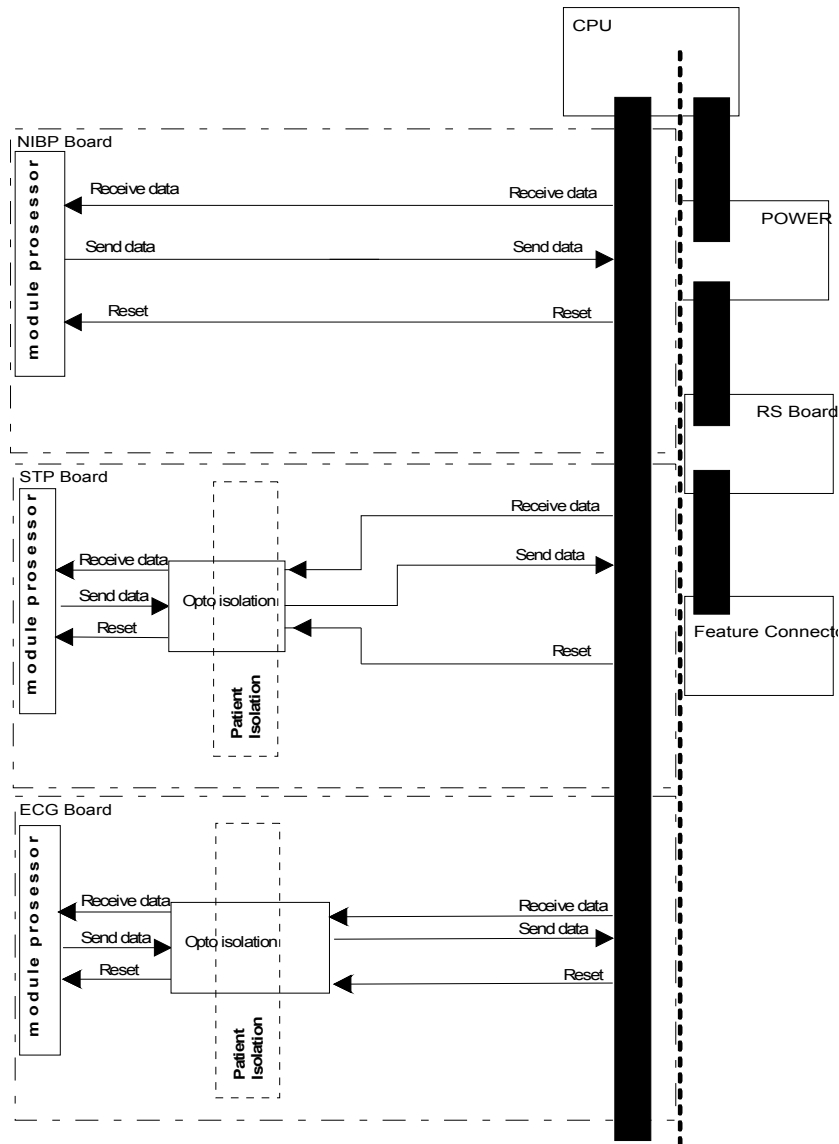 CPU
NIBP Board
module prosessor
Receive data
Receive data
Send data
Send data
Reset
Reset
POWER
RS Board
STP Board
module prosessor
Receive data
Send data
Reset
Opto isolation
Patient
Isolation
Receive data
Send data
Reset
Feature Connecto
ECG Board
module prosessor
Receive data
Send data
Reset
Opto isolation
Patient
Isolation
Receive data
Send data
Reset